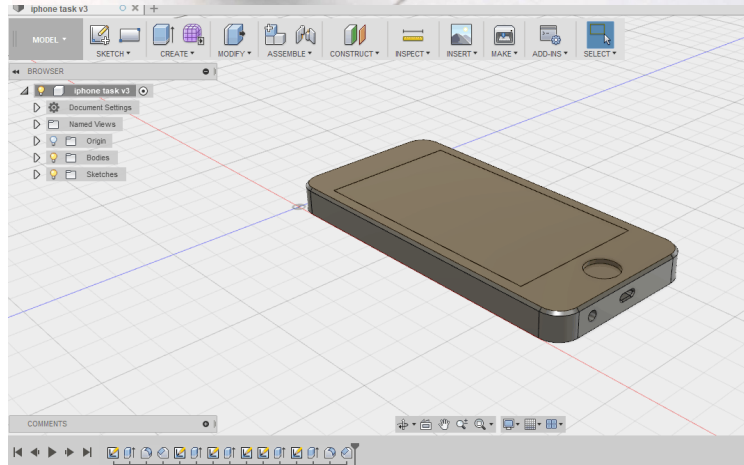 iphone task v3
MODEL
SKETCH
CREATE
MODIFY
ASSEMBLE
CONSTRUCT
INSPECT
INSERT
MAKE
ADD-INS
SELECT
BROWSER
iphone task v3
Document Settings
Named Views
Origin
Bodies
Sketches
COMMENTS